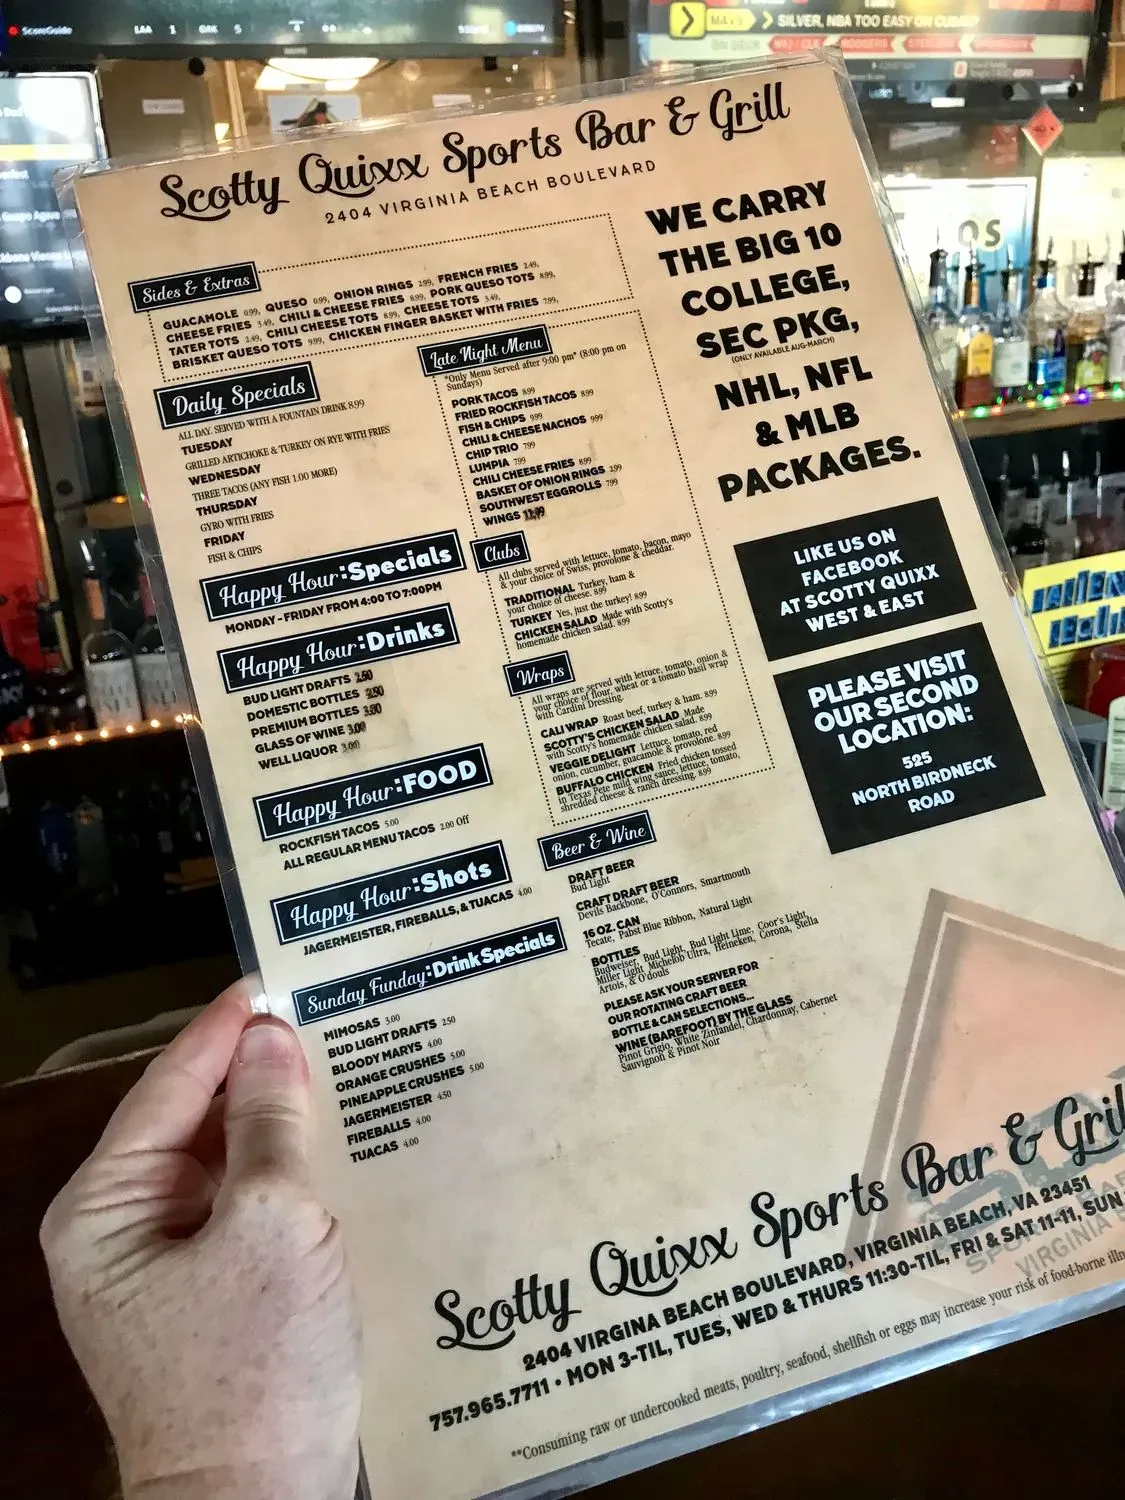 ScoreGuide
LAA 1 OAK 5
SILVER, NBA TOO EASY ON CUBAN?
ON DECK
Scotty Quixx Sports Bar & Grill
2404 VIRGINIA BEACH BOULEVARD
Sides & Extras
GUACAMOLE 0.99, QUESO 0.99, ONION RINGS 2.99, FRENCH FRIES 2.49,
CHEESE FRIES 3.49, CHILI & CHEESE FRIES 8.99, PORK QUESO TOTS 8.99,
TATER TOTS 2.49, CHILI CHEESE TOTS 8.99, CHEESE TOTS 3.49,
BRISKET QUESO TOTS 9.99, CHICKEN FINGER BASKET WITH FRIES 7.99,
Daily Specials
ALL DAY. SERVED WITH A FOUNTAIN DRINK 8.99
TUESDAY
GRILLED ARTICHOKE & TURKEY ON RYE WITH FRIES
WEDNESDAY
THREE TACOS (ANY FISH 1.00 MORE)
THURSDAY
GYRO WITH FRIES
FRIDAY
FISH & CHIPS
Happy Hour:Specials
MONDAY - FRIDAY FROM 4:00 TO 7:00PM
Happy Hour:Drinks
BUD LIGHT DRAFTS 2.50
DOMESTIC BOTTLES 2.50
PREMIUM BOTTLES 3.00
GLASS OF WINE 3.00
WELL LIQUOR 3.00
Happy Hour:FOOD
ROCKFISH TACOS 5.00
ALL REGULAR MENU TACOS 2.00 Off
Happy Hour:Shots
JAGERMEISTER, FIREBALLS, & TUACAS 4.00
Sunday Funday:Drink Specials
MIMOSAS 3.00
BUD LIGHT DRAFTS 2.50
BLOODY MARYS 4.00
ORANGE CRUSHES 5.00
PINEAPPLE CRUSHES 5.00
JAGERMEISTER 4.50
FIREBALLS 4.00
TUACAS 4.00
Late Night Menu
*Only Menu Served after 9:00 pm* (8:00 pm on
Sundays)
PORK TACOS 8.99
FRIED ROCKFISH TACOS 8.99
FISH & CHIPS 9.99
CHILI & CHEESE NACHOS 9.99
CHIP TRIO 7.99
LUMPIA 7.99
CHILI CHEESE FRIES 8.99
BASKET OF ONION RINGS 2.99
SOUTHWEST EGGROLLS 7.99
WINGS
Clubs
All clubs served with lettuce, tomato, bacon, mayo
& your choice of Swiss, provolone & cheddar.
TRADITIONAL Turkey, ham &
your choice of cheese. 8.99
TURKEY Yes, just the turkey! 8.99
CHICKEN SALAD Made with Scotty's
homemade chicken salad. 8.99
Wraps
All wraps are served with lettuce, tomato, onion &
your choice of flour, wheat or a tomato basil wrap
with Cardini Dressing.
CALI WRAP Roast beef, turkey & ham. 8.99
SCOTTY'S CHICKEN SALAD Made
with Scotty's homemade chicken salad. 8.99
VEGGIE DELIGHT Lettuce, tomato, red
onion, cucumber, guacamole & provolone. 8.99
BUFFALO CHICKEN Fried chicken tossed
in Texas Pete mild wing sauce, lettuce, tomato,
shredded cheese & ranch dressing. 8.99
Beer & Wine
DRAFT BEER
Bud Light
CRAFT DRAFT BEER
Devils Backbone, O'Connors, Smartmouth
16 OZ. CAN
Tecate, Pabst Blue Ribbon, Natural Light
BOTTLES
Budweiser, Bud Light, Bud Light Lime, Coor's Light,
Miller Light, Michelob Ultra, Heineken, Corona, Stella
Artois, & O'douls
PLEASE ASK YOUR SERVER FOR
OUR ROTATING CRAFT BEER
BOTTLE & CAN SELECTIONS...
WINE (BAREFOOT) BY THE GLASS
Pinot Grigio, White Zinfandel, Chardonnay, Cabernet
Sauvignon & Pinot Noir
WE CARRY
THE BIG 10
COLLEGE,
SEC PKG,
(ONLY AVAILABLE AUG-MARCH)
NHL, NFL
& MLB
PACKAGES.
LIKE US ON
FACEBOOK
AT SCOTTY QUIXX
WEST & EAST
PLEASE VISIT
OUR SECOND
LOCATION:
525
NORTH BIRDNECK
ROAD
Scotty Quixx Sports Bar & Gril
2404 VIRGINA BEACH BOULEVARD, VIRGINIA BEACH, VA 23451
757.965.7711 • MON 3-TIL, TUES, WED & THURS 11:30-TIL, FRI & SAT 11-11, SUN
**Consuming raw or undercooked meats, poultry, seafood, shellfish or eggs may increase your risk of food-borne illn